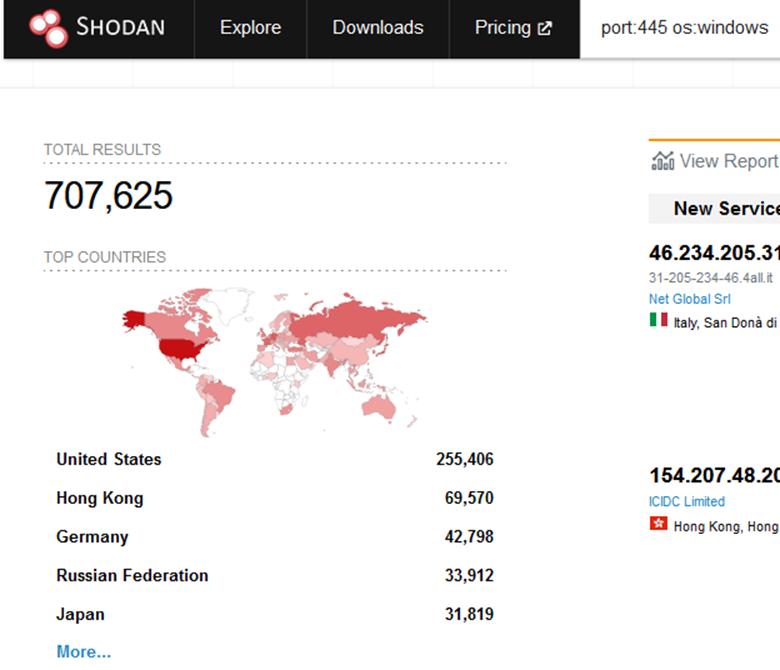 SHODAN Explore Downloads Pricing port:445 os:windows
TOTAL RESULTS
707,625
TOP COUNTRIES
United States 255,406
Hong Kong 69,570
Germany 42,798
Russian Federation 33,912
Japan 31,819
More...
View Report
New Service
46.234.205.31
31-205-234-46.4all.it
Net Global Srl
Italy, San Donà di
154.207.48.20
ICIDC Limited
Hong Kong, Hong